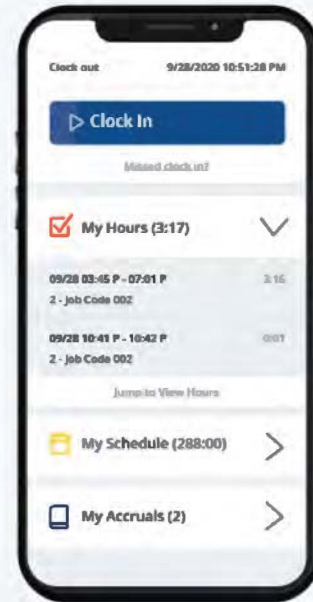 Clock out 9/28/2020 10:51:28 PM
Clock In
Missed clock in?
My Hours (3:17)
09/28 03:45 P - 07:01 P 3:16
2 - Job Code 002
09/28 10:41 P - 10:42 P 0:01
2 - Job Code 002
Jump to View Hours
My Schedule (288:00)
My Accruals (2)